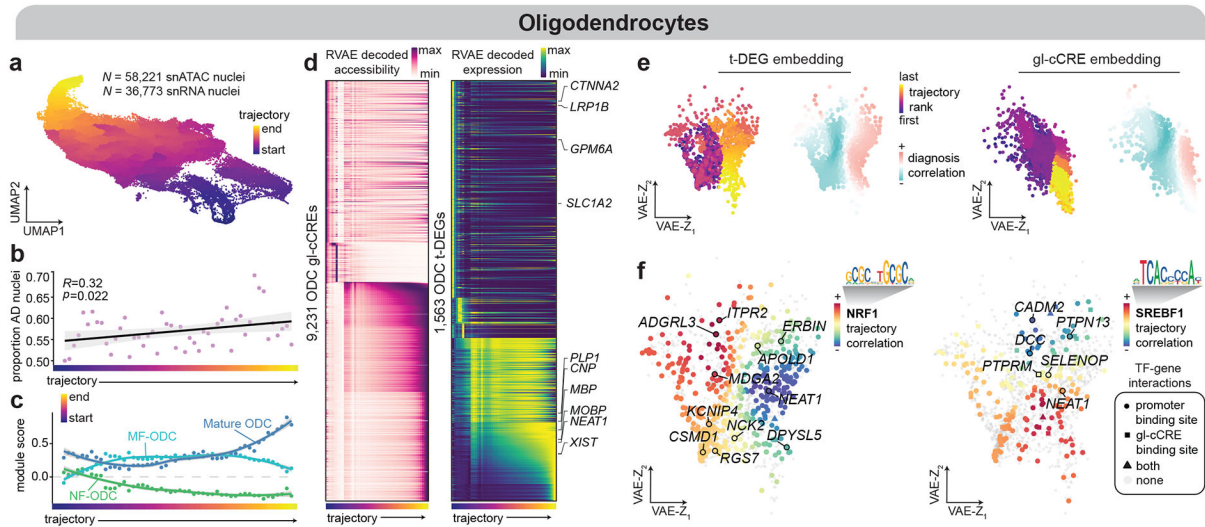 Oligodendrocytes
a
N = 58,221 snATAC nuclei
N = 36,773 snRNA nuclei
trajectory
end
start
UMAP2
UMAP1
b
R=0.32
p=0.022
0.70
0.65
0.60
0.55
0.50
proportion AD nuclei
trajectory
c
end
start
Mature ODC
MF-ODC
NF-ODC
0.5
0.0
module score
trajectory
d
RVAE decoded
accessibility
max
min
RVAE decoded
expression
max
min
9,231 ODC gl-cCREs
1,563 ODC t-DEGs
CTNNA2
LRP1B
GPM6A
SLC1A2
PLP1
CNP
MBP
MOBP
NEAT1
XIST
trajectory
trajectory
e
t-DEG embedding
gl-cCRE embedding
last
trajectory
rank
first
+
diagnosis
correlation
-
VAE-Z2
VAE-Z1
VAE-Z2
VAE-Z1
f
ITPR2
ADGRL3
ERBIN
APOLD1
MDGA2
NEAT1
KCNIP4
NCK2
CSMD1
DPYSL5
RGS7
VAE-Z2
VAE-Z1
+
NRF1
trajectory
correlation
-
CADM2
PTPN13
DCC
SELENOP
PTPRM
NEAT1
VAE-Z2
VAE-Z1
+
SREBF1
trajectory
correlation
-
TF-gene
interactions
promoter
binding site
gl-cCRE
binding site
both
none